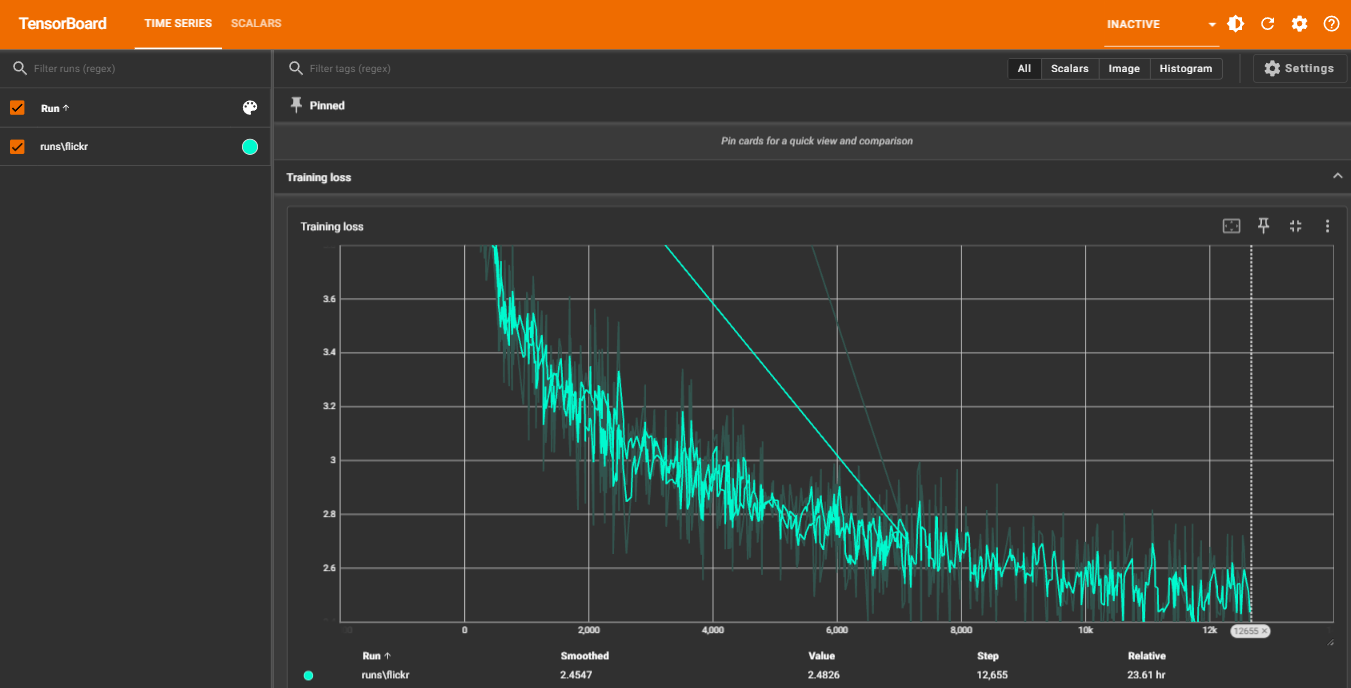 TensorBoard TIME SERIES SCALARS INACTIVE
Filter runs (regex)
Filter tags (regex) All Scalars Image Histogram Settings
Run ↑
Pinned
runs\flickr
Pin cards for a quick view and comparison
Training loss
Training loss
3.6
3.4
3.2
3
2.8
2.6
0 2,000 4,000 6,000 8,000 10k 12k 12655 ×
Run ↑ Smoothed Value Step Relative
runs\flickr 2.4547 2.4826 12,655 23.61 hr